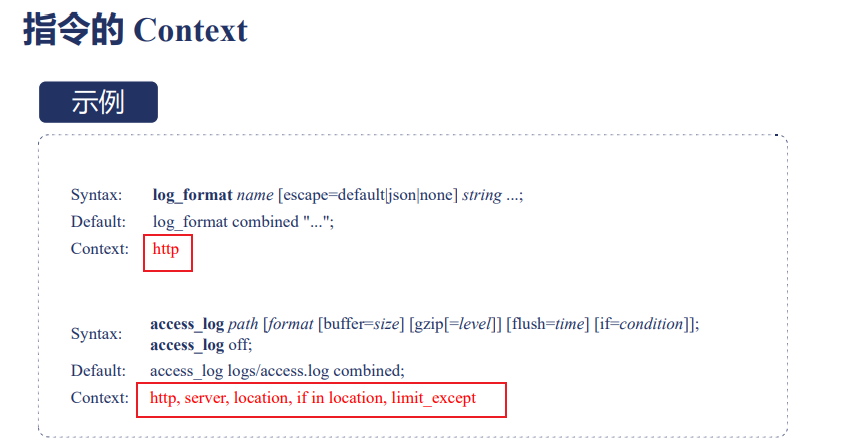 指令的 Context
示例
Syntax: log_format name [escape=default|json|none] string ...;
Default: log_format combined "...";
Context: http
Syntax: access_log path [format [buffer=size] [gzip[=level]] [flush=time] [if=condition]];
access_log off;
Default: access_log logs/access.log combined;
Context: http, server, location, if in location, limit_except